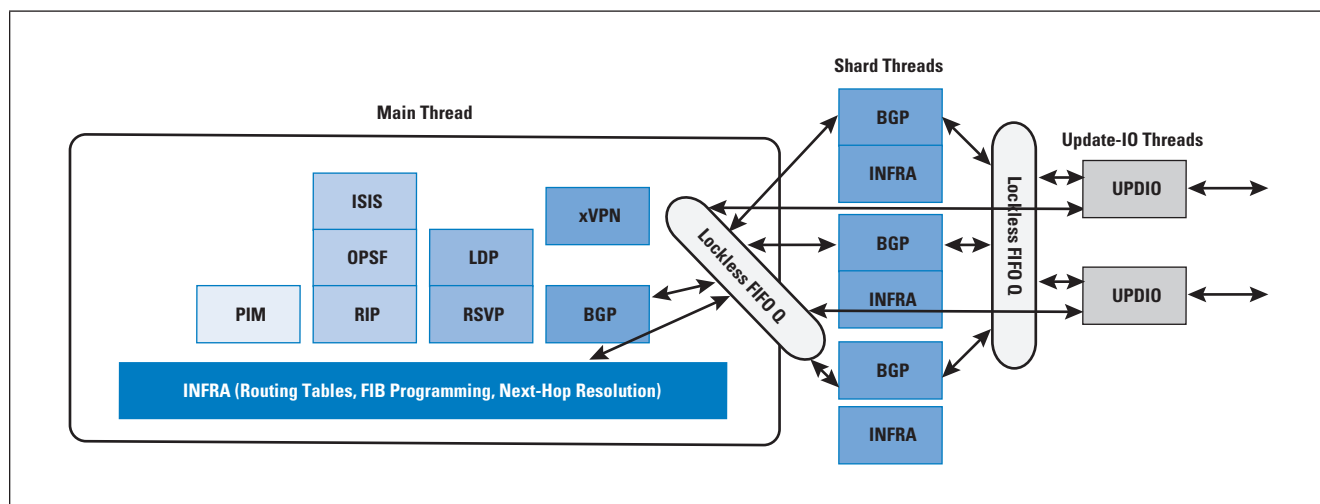 Shard Threads
Main Thread
BGP
Update-IO Threads
INFRA
UPDIO
ISIS
xVPN
Lockless FIFO Q
Lockless FIFO Q
OPSF
LDP
BGP
INFRA
UPDIO
PIM
RIP
RSVP
BGP
BGP
INFRA (Routing Tables, FIB Programming, Next-Hop Resolution)
INFRA